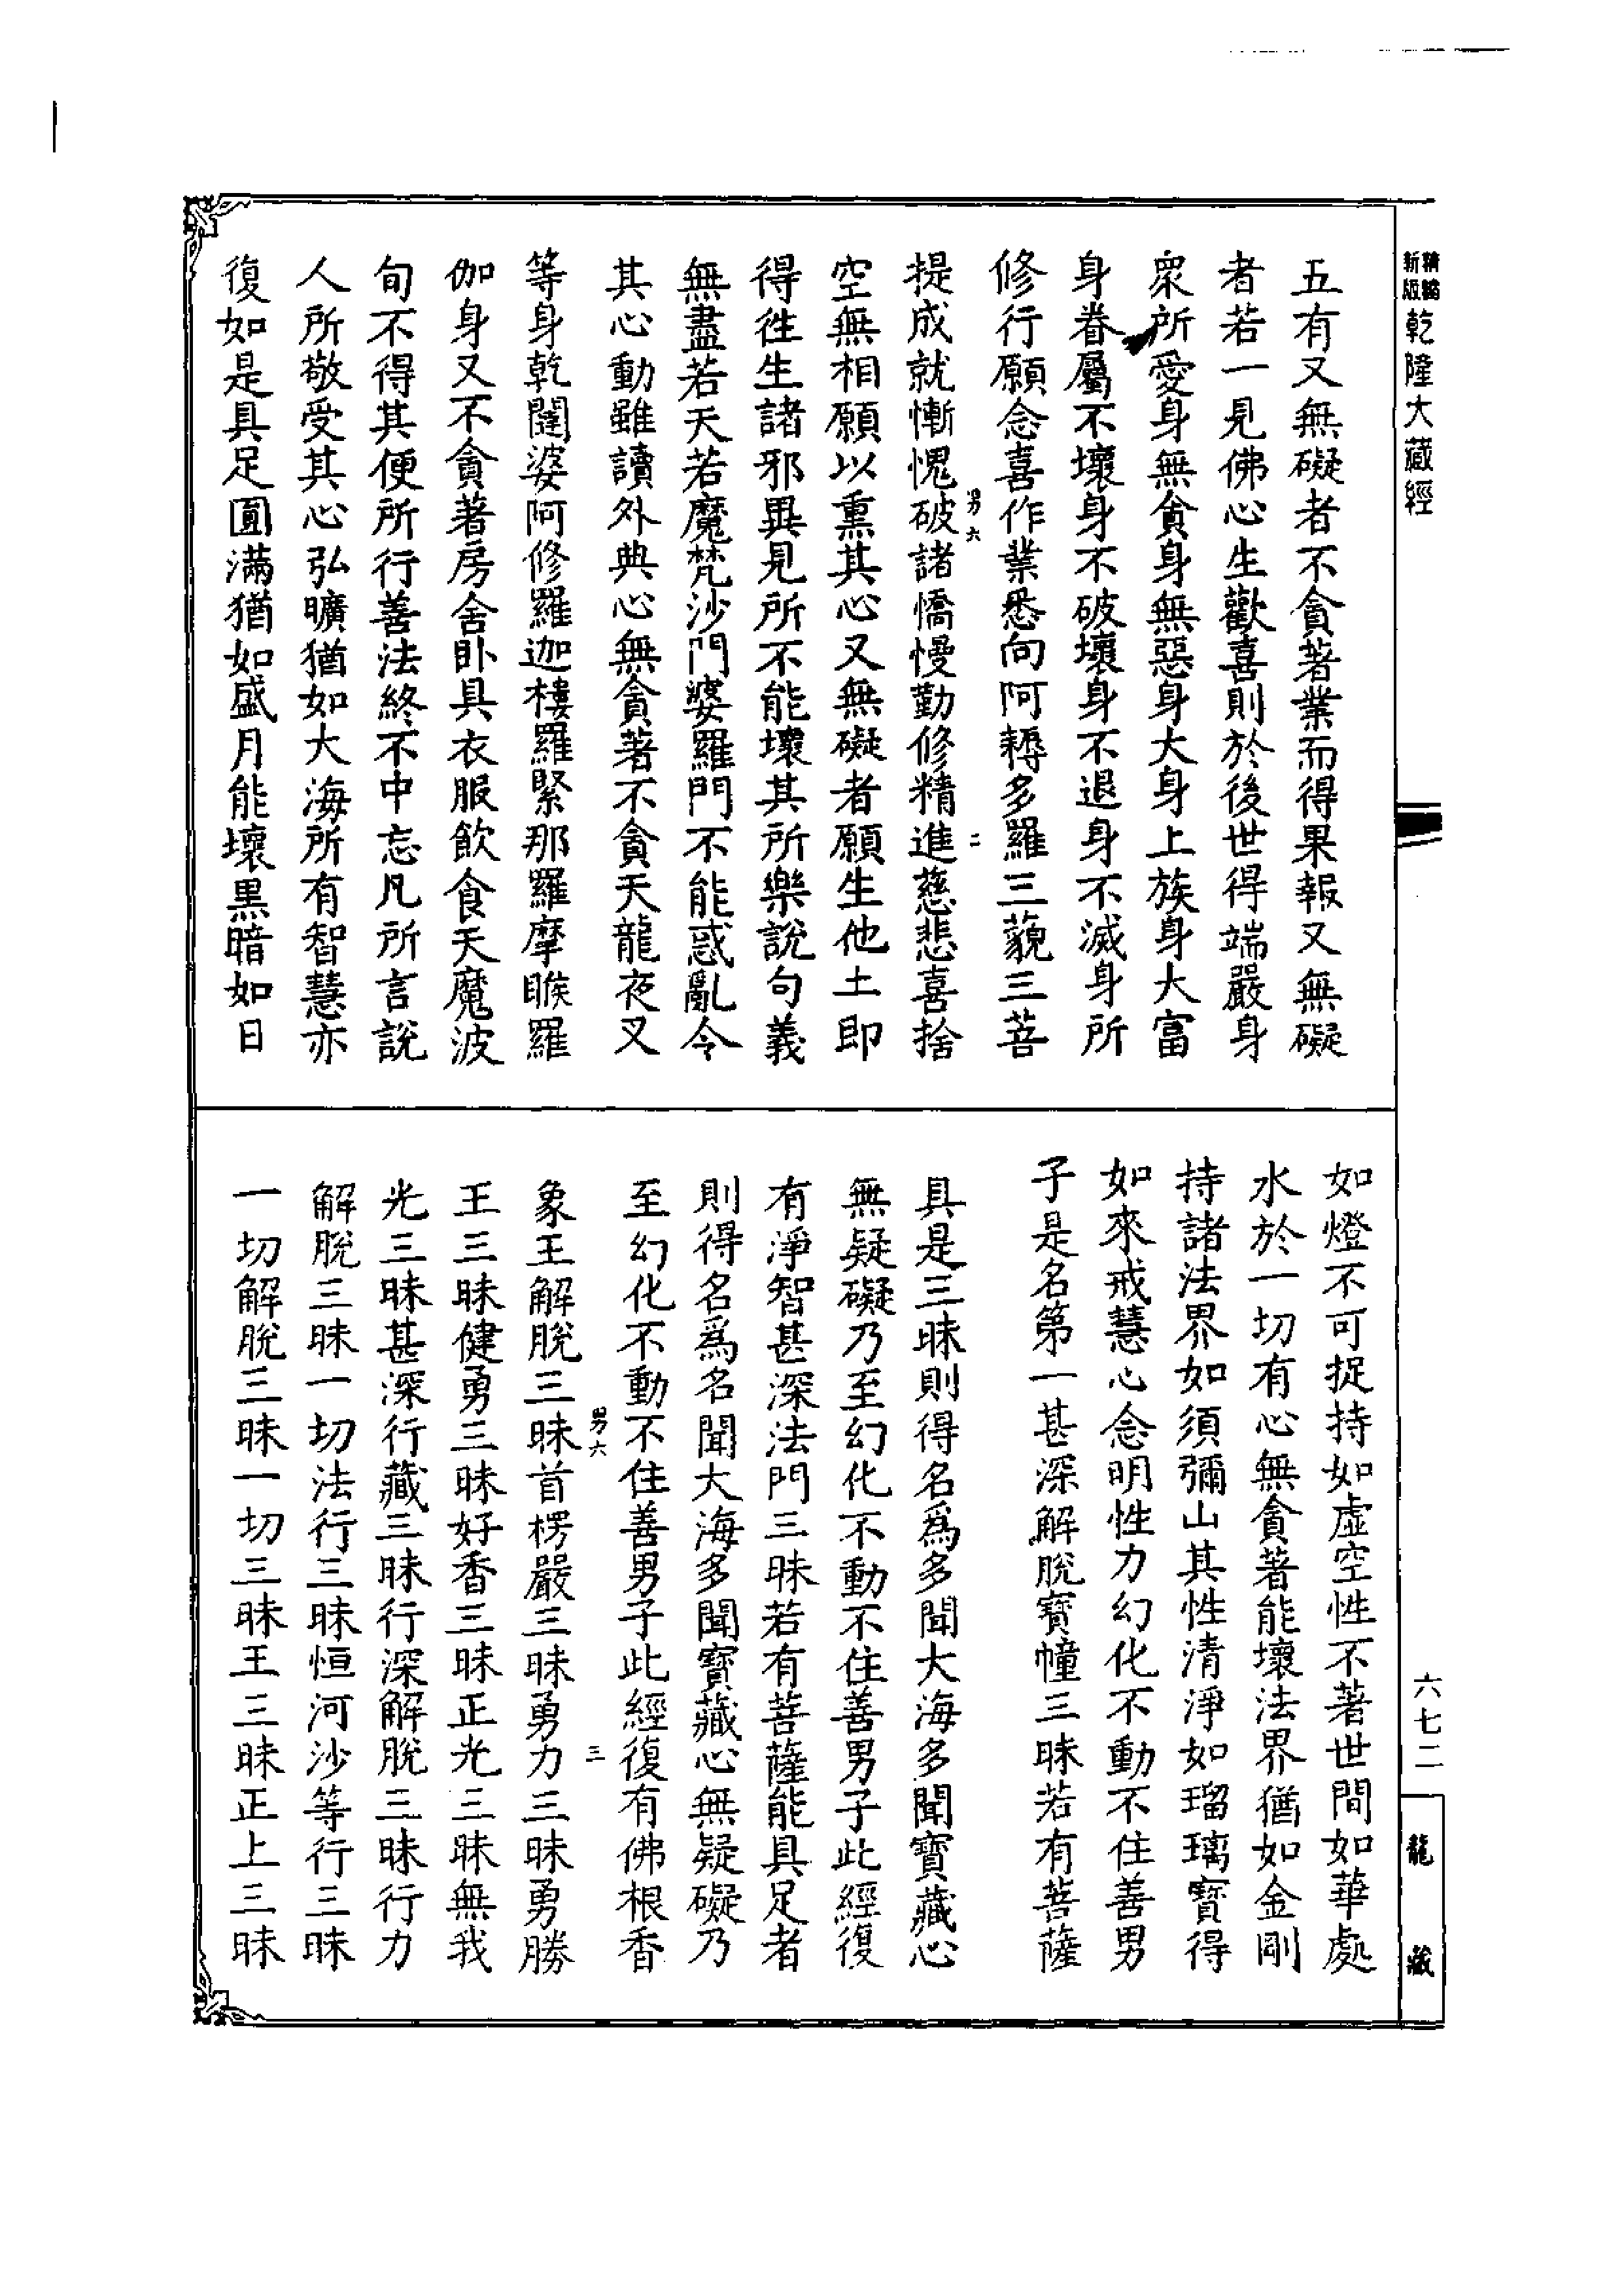 精縮
新版
乾隆大藏經
六七二
龍藏
五有又無礙者不貪著業而得果報又無礙
者若一見佛心生歡喜則於後世得端嚴身
衆所愛身無貪身無惡身大身上族身大富
身眷屬不壞身不破壞身不退身不滅身所
修行願念喜作業悉向阿耨多羅三藐三菩
男六 二
提成就慚愧破諸憍慢勤修精進慈悲喜捨
空無相願以熏其心又無礙者願生他土即
得徃生諸邪異見所不能壞其所樂說句義
無盡若天若魔梵沙門婆羅門不能惑亂令
其心動雖讀外典心無貪著不貪天龍夜叉
等身乾闥婆阿修羅迦樓羅緊那羅摩睺羅
伽身又不貪著房舍卧具衣服飲食天魔波
旬不得其便所行善法終不中忘凡所言說
人所敬受其心弘曠猶如大海所有智慧亦
復如是具足圓滿猶如盛月能壞黑暗如日
如燈不可捉持如虛空性不著世間如華處
水於一切有心無貪著能壞法界猶如金剛
持諸法界如須彌山其性清淨如瑠璃寶得
如來戒慧心念明性力幻化不動不住善男
子是名第一甚深解脫寶幢三昧若有菩薩
具是三昧則得名爲多聞大海多聞寶藏心
無疑礙乃至幻化不動不住善男子此經復
有淨智甚深法門三昧若有菩薩能具足者
則得名爲名聞大海多聞寶藏心無疑礙乃
至幻化不動不住善男子此經復有佛根香
男六 三
象王解脫三昧首楞嚴三昧勇力三昧勇勝
王三昧健勇三昧好香三昧正光三昧無我
光三昧甚深行藏三昧行深解脫三昧行力
解脫三昧一切法行三昧恒河沙等行三昧
一切解脫三昧一切三昧王三昧正上三昧